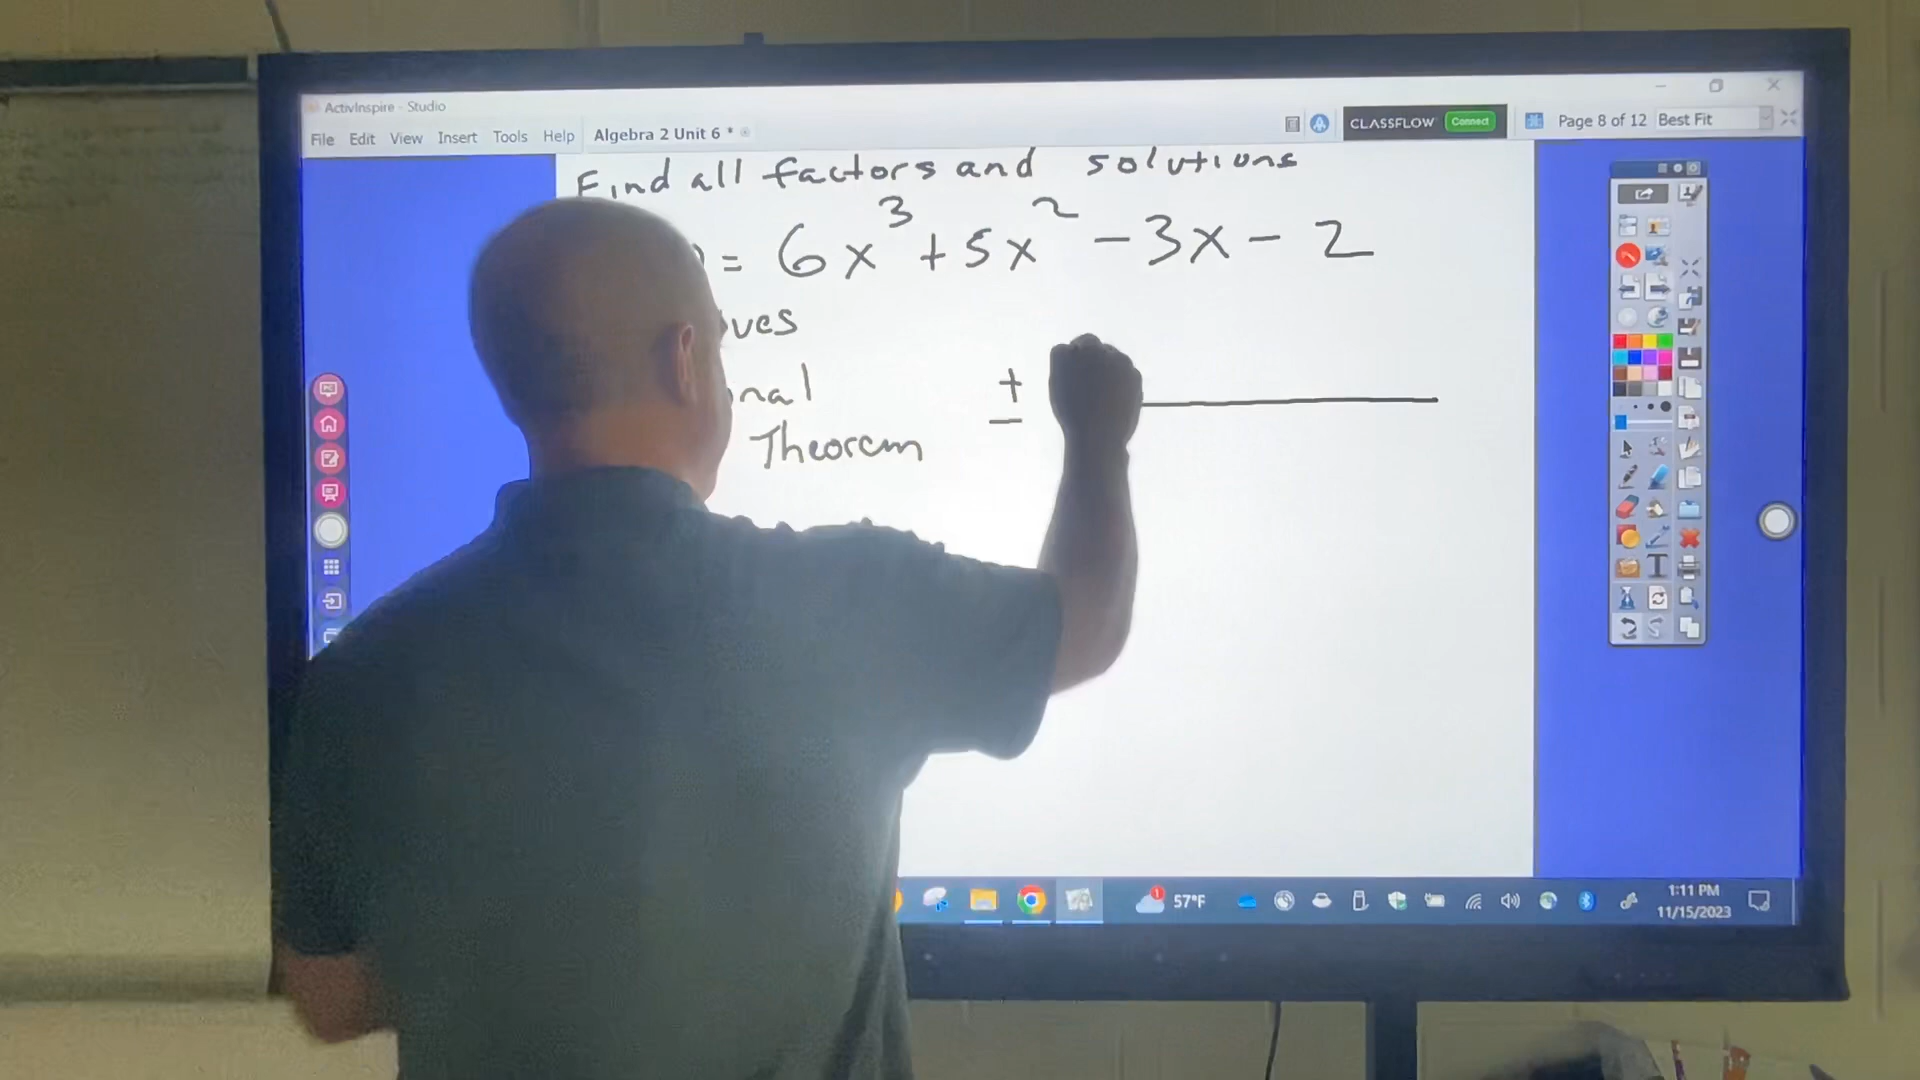 ActivInspire - Studio
File Edit View Insert Tools Help Algebra 2 Unit 6 *
CLASSFLOW Connect Page 8 of 12 Best Fit
Find all factors and solutions
= 6x³ + 5x² - 3x - 2
ves
nal
±
Theorem
T
57°F
1
1:11 PM
11/15/2023